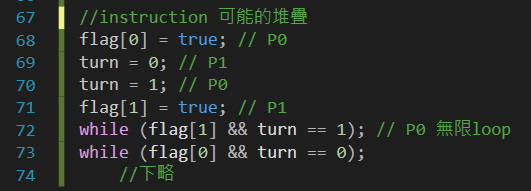 67 //instruction 可能的堆疊
68 flag[0] = true; // P0
69 turn = 0; // P1
70 turn = 1; // P0
71 flag[1] = true; // P1
72 while (flag[1] && turn == 1); // P0 無限loop
73 while (flag[0] && turn == 0);
74 //下略